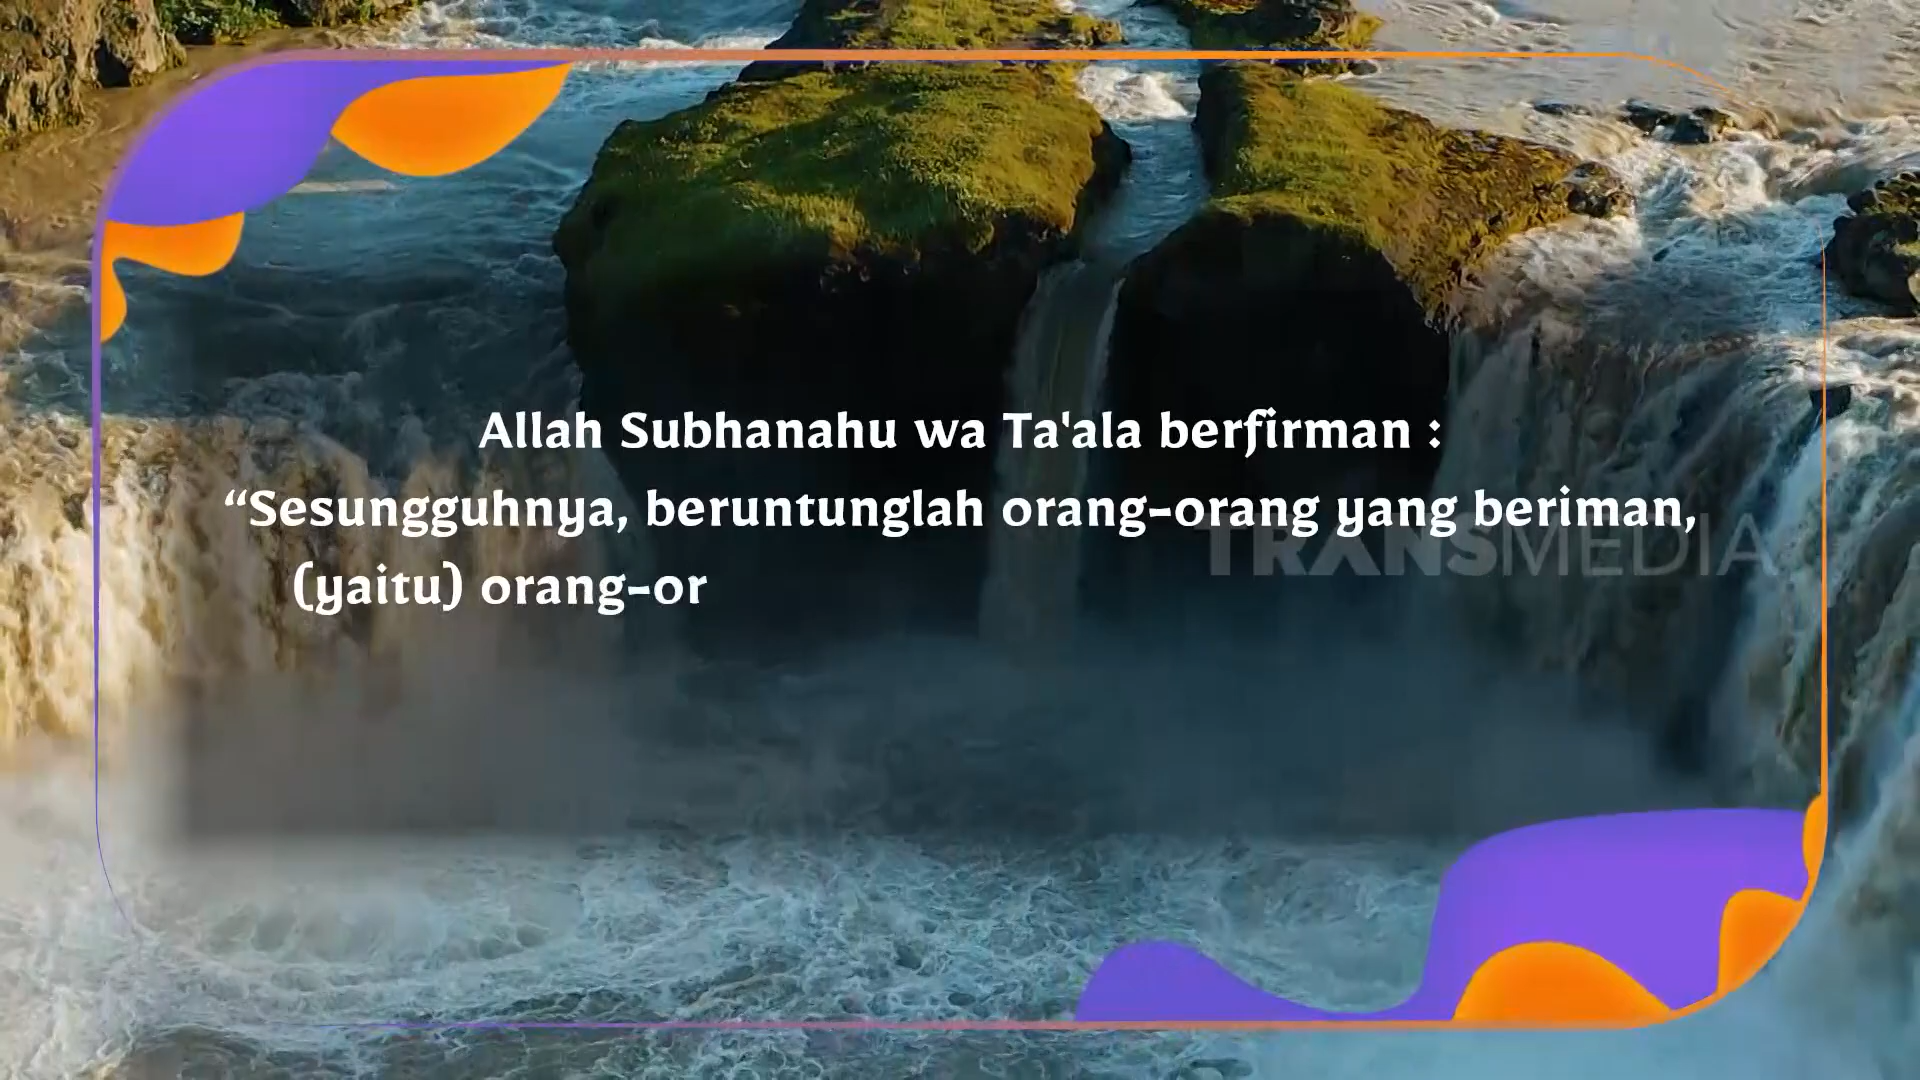 Allah Subhanahu wa Ta'ala berfirman :
“Sesungguhnya, beruntunglah orang-orang yang beriman,
(yaitu) orang-or
TRANSMEDIA